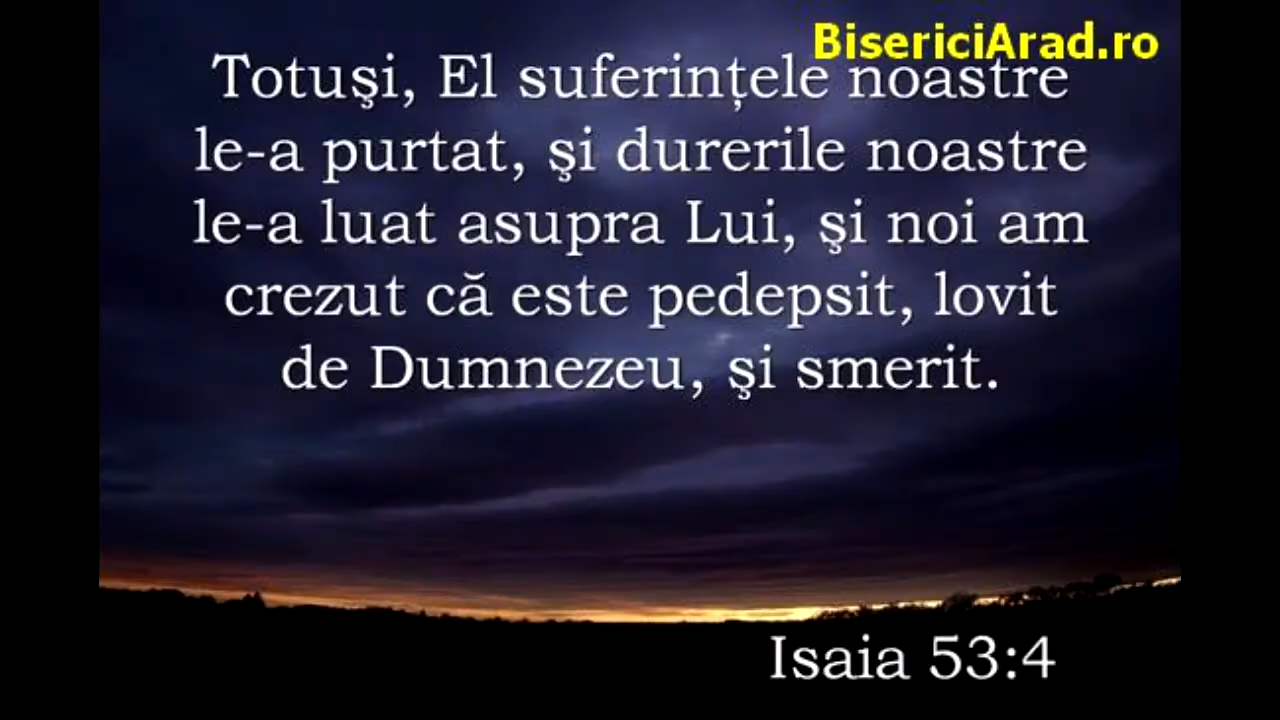 BisericiArad.ro
Totuşi, El suferinţele noastre
le-a purtat, şi durerile noastre
le-a luat asupra Lui, şi noi am
crezut că este pedepsit, lovit
de Dumnezeu, şi smerit.
Isaia 53:4